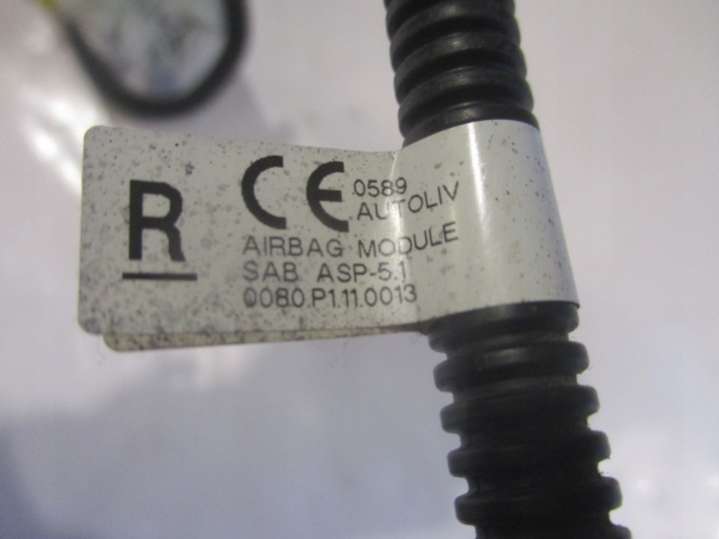 R
CE 0589
AUTOLIV
AIRBAG MODULE
SAB ASP-5.1
0080.P1.11.0013